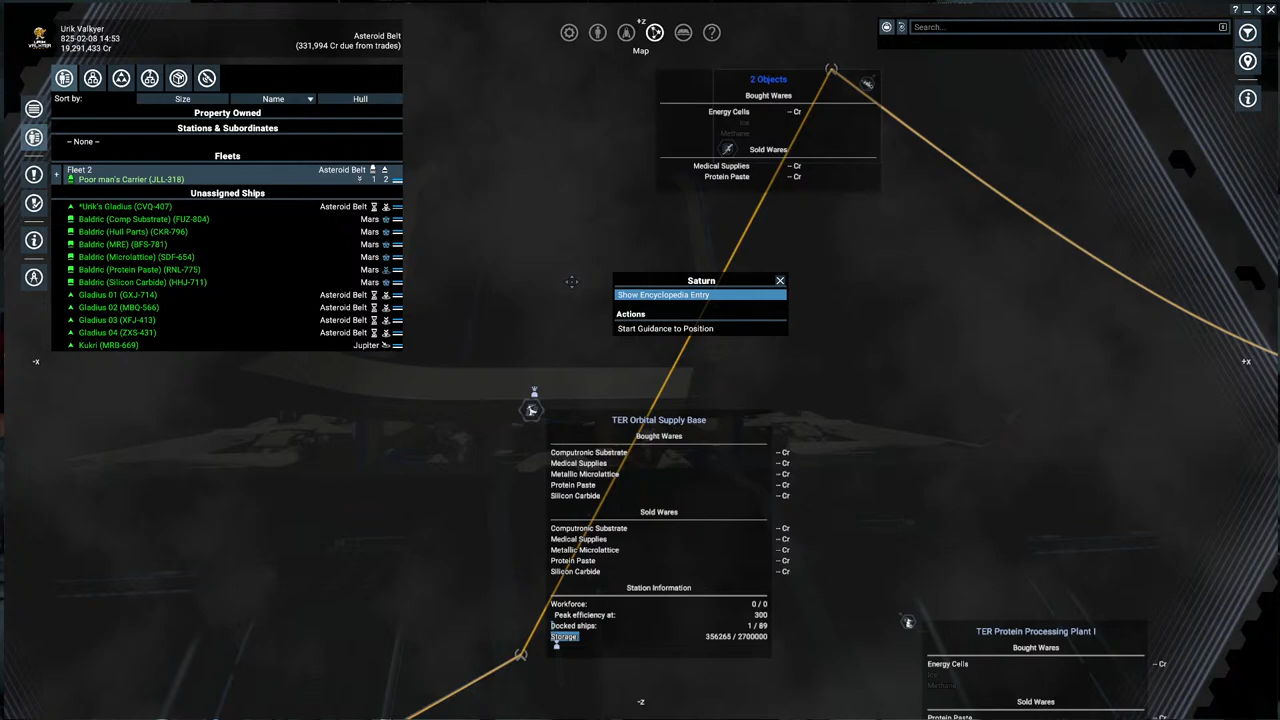 Urik Valkyer
825-02-08 14:53
19,291,433 Cr
Asteroid Belt
(331,994 Cr due from trades)
+z
Map
Search...
Sort by:
Size
Name
Hull
Property Owned
Stations & Subordinates
-- None --
Fleets
Fleet 2
Asteroid Belt
Poor man's Carrier (JLL-318)
1 2
Unassigned Ships
*Urik's Gladius (CVQ-407) Asteroid Belt
Baldric (Comp Substrate) (FUZ-804) Mars
Baldric (Hull Parts) (CKR-796) Mars
Baldric (MRE) (BFS-781) Mars
Baldric (Microlattice) (SDF-654) Mars
Baldric (Protein Paste) (RNL-775) Mars
Baldric (Silicon Carbide) (HHJ-711) Mars
Gladius 01 (GXJ-714) Asteroid Belt
Gladius 02 (MBQ-566) Asteroid Belt
Gladius 03 (XFJ-413) Asteroid Belt
Gladius 04 (ZXS-431) Asteroid Belt
Kukri (MRB-669) Jupiter
2 Objects
Bought Wares
Energy Cells -- Cr
Ice
Methane
Sold Wares
Medical Supplies -- Cr
Protein Paste -- Cr
Saturn
Show Encyclopedia Entry
Actions
Start Guidance to Position
-x
+x
TER Orbital Supply Base
Bought Wares
Computronic Substrate -- Cr
Medical Supplies -- Cr
Metallic Microlattice -- Cr
Protein Paste -- Cr
Silicon Carbide -- Cr
Sold Wares
Computronic Substrate -- Cr
Medical Supplies -- Cr
Metallic Microlattice -- Cr
Protein Paste -- Cr
Silicon Carbide -- Cr
Station Information
Workforce: 0 / 0
Peak efficiency at: 300
Docked ships: 1 / 89
Storage: 356265 / 2700000
TER Protein Processing Plant I
Bought Wares
Energy Cells -- Cr
Ice
Methane
Sold Wares
Protein Paste -- Cr
-z